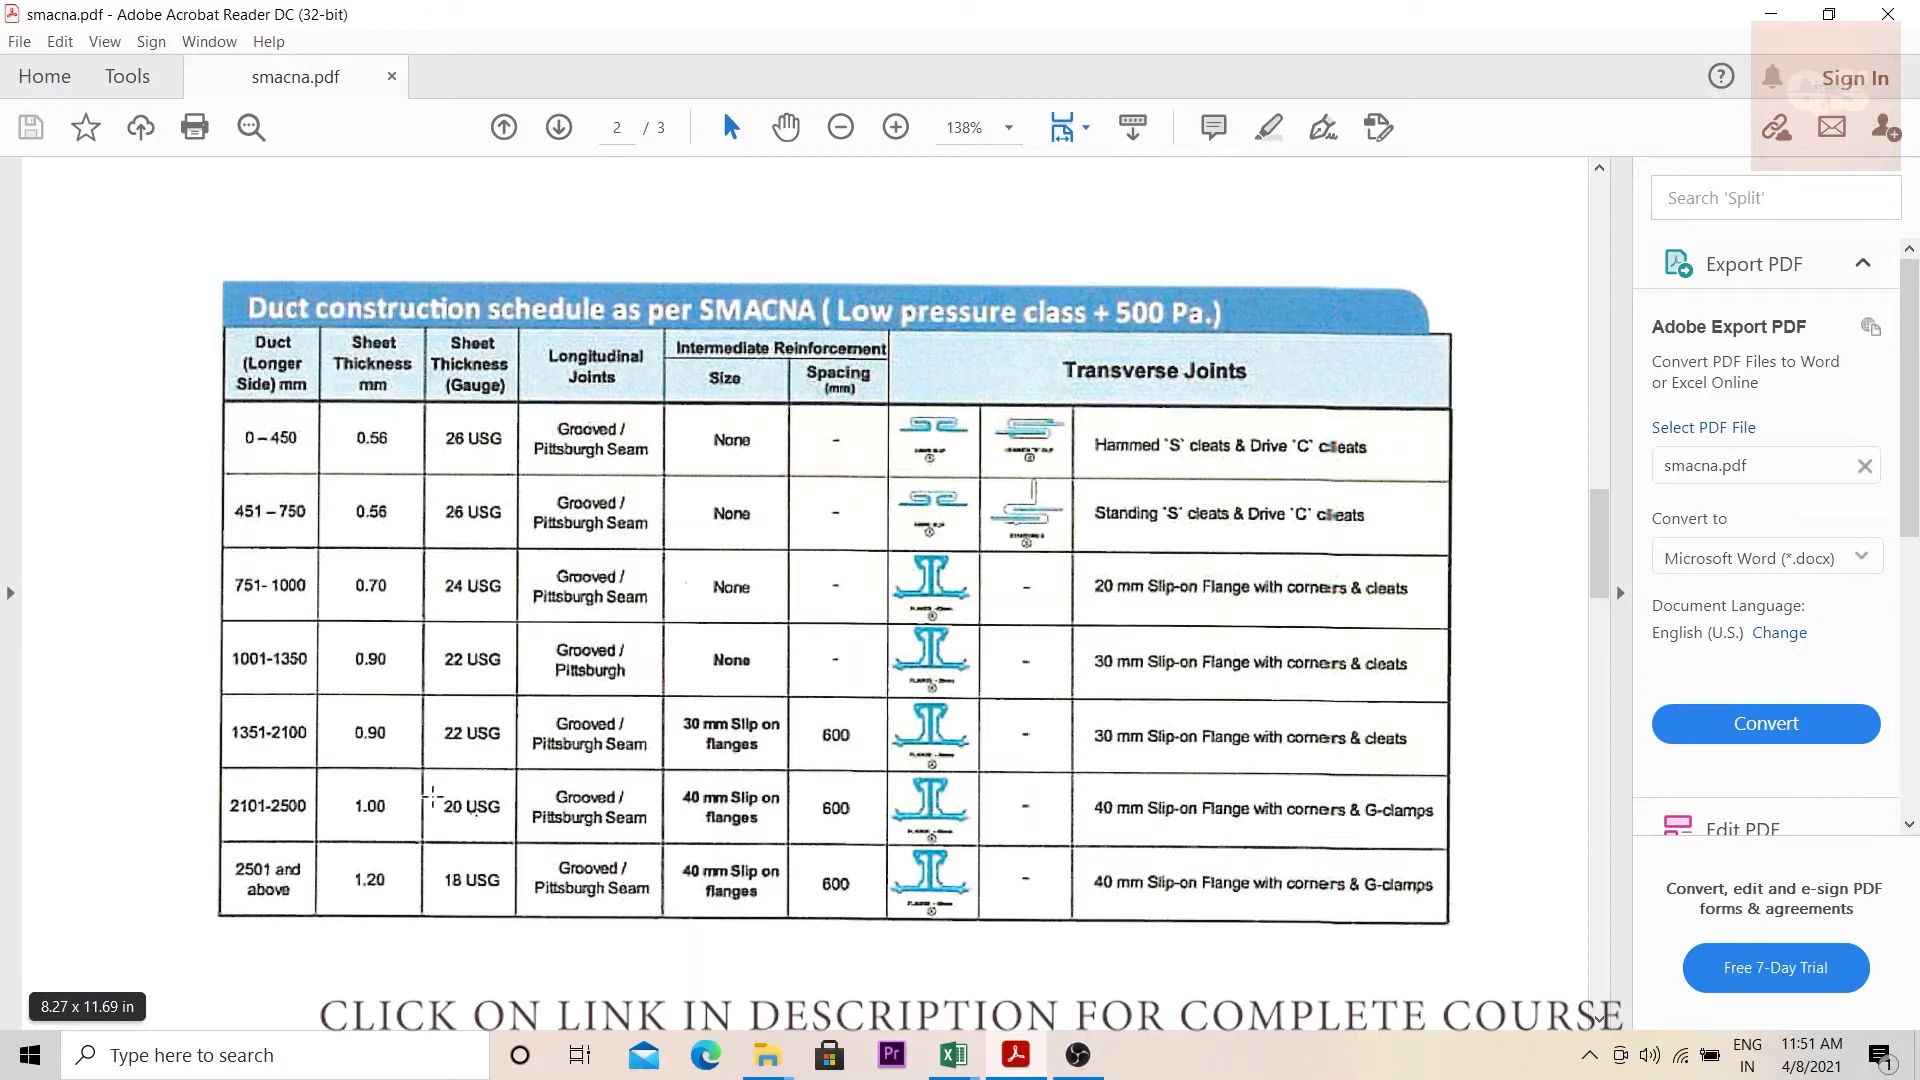 smacna.pdf - Adobe Acrobat Reader DC (32-bit)
File Edit View Sign Window Help
Home Tools smacna.pdf
Sign In
2 / 3
138%
Search 'Split'
Export PDF
Adobe Export PDF
Convert PDF Files to Word
or Excel Online
Select PDF File
smacna.pdf
Convert to
Microsoft Word (*.docx)
Document Language:
English (U.S.) Change
Convert
Edit PDF
Convert, edit and e-sign PDF
forms & agreements
Free 7-Day Trial
Duct construction schedule as per SMACNA ( Low pressure class + 500 Pa.)
Duct (Longer Side) mm Sheet Thickness mm Sheet Thickness (Gauge) Longitudinal Joints Intermediate Reinforcement Size Spacing (mm) Transverse Joints
0 – 450 0.56 26 USG Grooved / Pittsburgh Seam None - Hammed `S` cleats & Drive `C` cleats
451 – 750 0.56 26 USG Grooved / Pittsburgh Seam None - Standing `S` cleats & Drive `C` cleats
751- 1000 0.70 24 USG Grooved / Pittsburgh Seam None - - 20 mm Slip-on Flange with corners & cleats
1001-1350 0.90 22 USG Grooved / Pittsburgh None - - 30 mm Slip-on Flange with corners & cleats
1351-2100 0.90 22 USG Grooved / Pittsburgh Seam 30 mm Slip on flanges 600 - 30 mm Slip-on Flange with corners & cleats
2101-2500 1.00 20 USG Grooved / Pittsburgh Seam 40 mm Slip on flanges 600 - 40 mm Slip-on Flange with corners & G-clamps
2501 and above 1.20 18 USG Grooved / Pittsburgh Seam 40 mm Slip on flanges 600 - 40 mm Slip-on Flange with corners & G-clamps
8.27 x 11.69 in
CLICK ON LINK IN DESCRIPTION FOR COMPLETE COURSE
Type here to search
Pr
ENG
IN
11:51 AM
4/8/2021
1